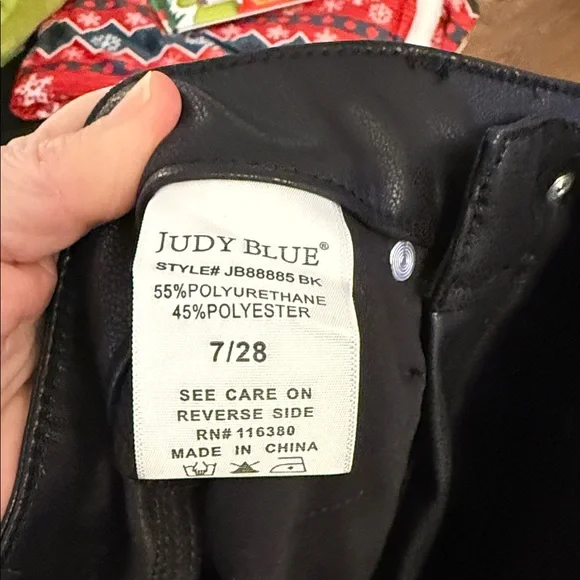 JUDY BLUE®
STYLE# JB88885 BK
55%POLYURETHANE
45%POLYESTER
7/28
SEE CARE ON
REVERSE SIDE
RN# 116380
MADE IN CHINA